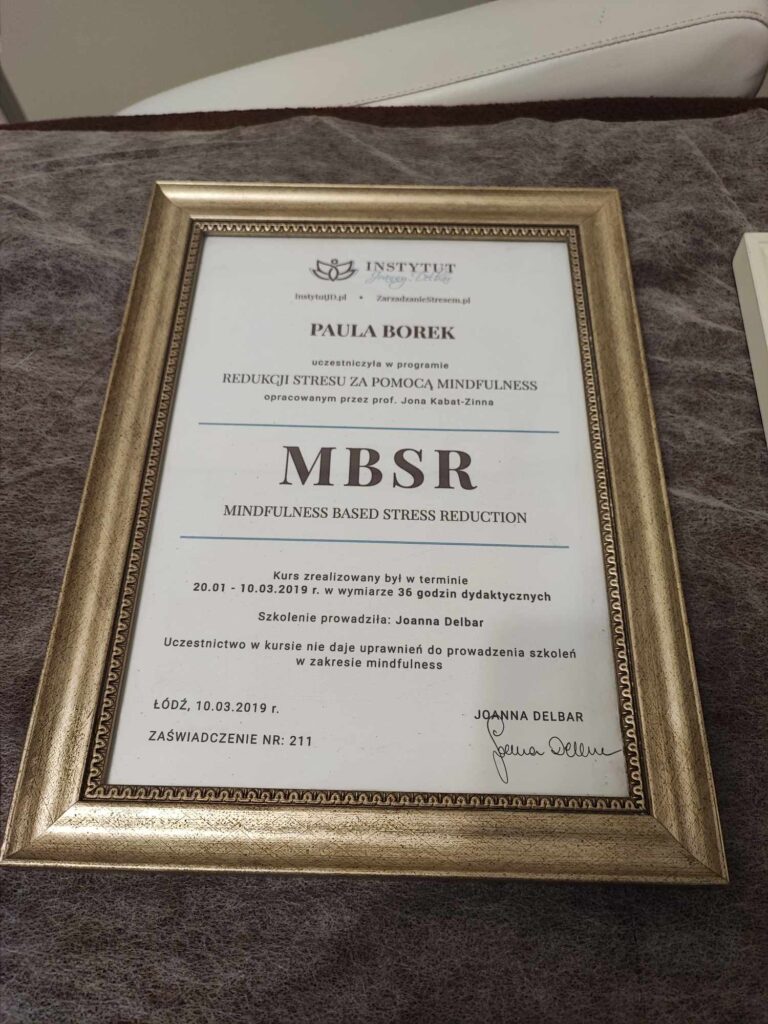 INSTYTUT
Joanny Delbar
InstytutJD.pl • ZarzadzanieStresem.pl
PAULA BOREK
uczestniczyła w programie
REDUKCJI STRESU ZA POMOCĄ MINDFULNESS
opracowanym przez prof. Jona Kabat-Zinna
MBSR
MINDFULNESS BASED STRESS REDUCTION
Kurs zrealizowany był w terminie
20.01 - 10.03.2019 r. w wymiarze 36 godzin dydaktycznych
Szkolenie prowadziła: Joanna Delbar
Uczestnictwo w kursie nie daje uprawnień do prowadzenia szkoleń
w zakresie mindfulness
ŁÓDŹ, 10.03.2019 r.
ZAŚWIADCZENIE NR: 211
JOANNA DELBAR